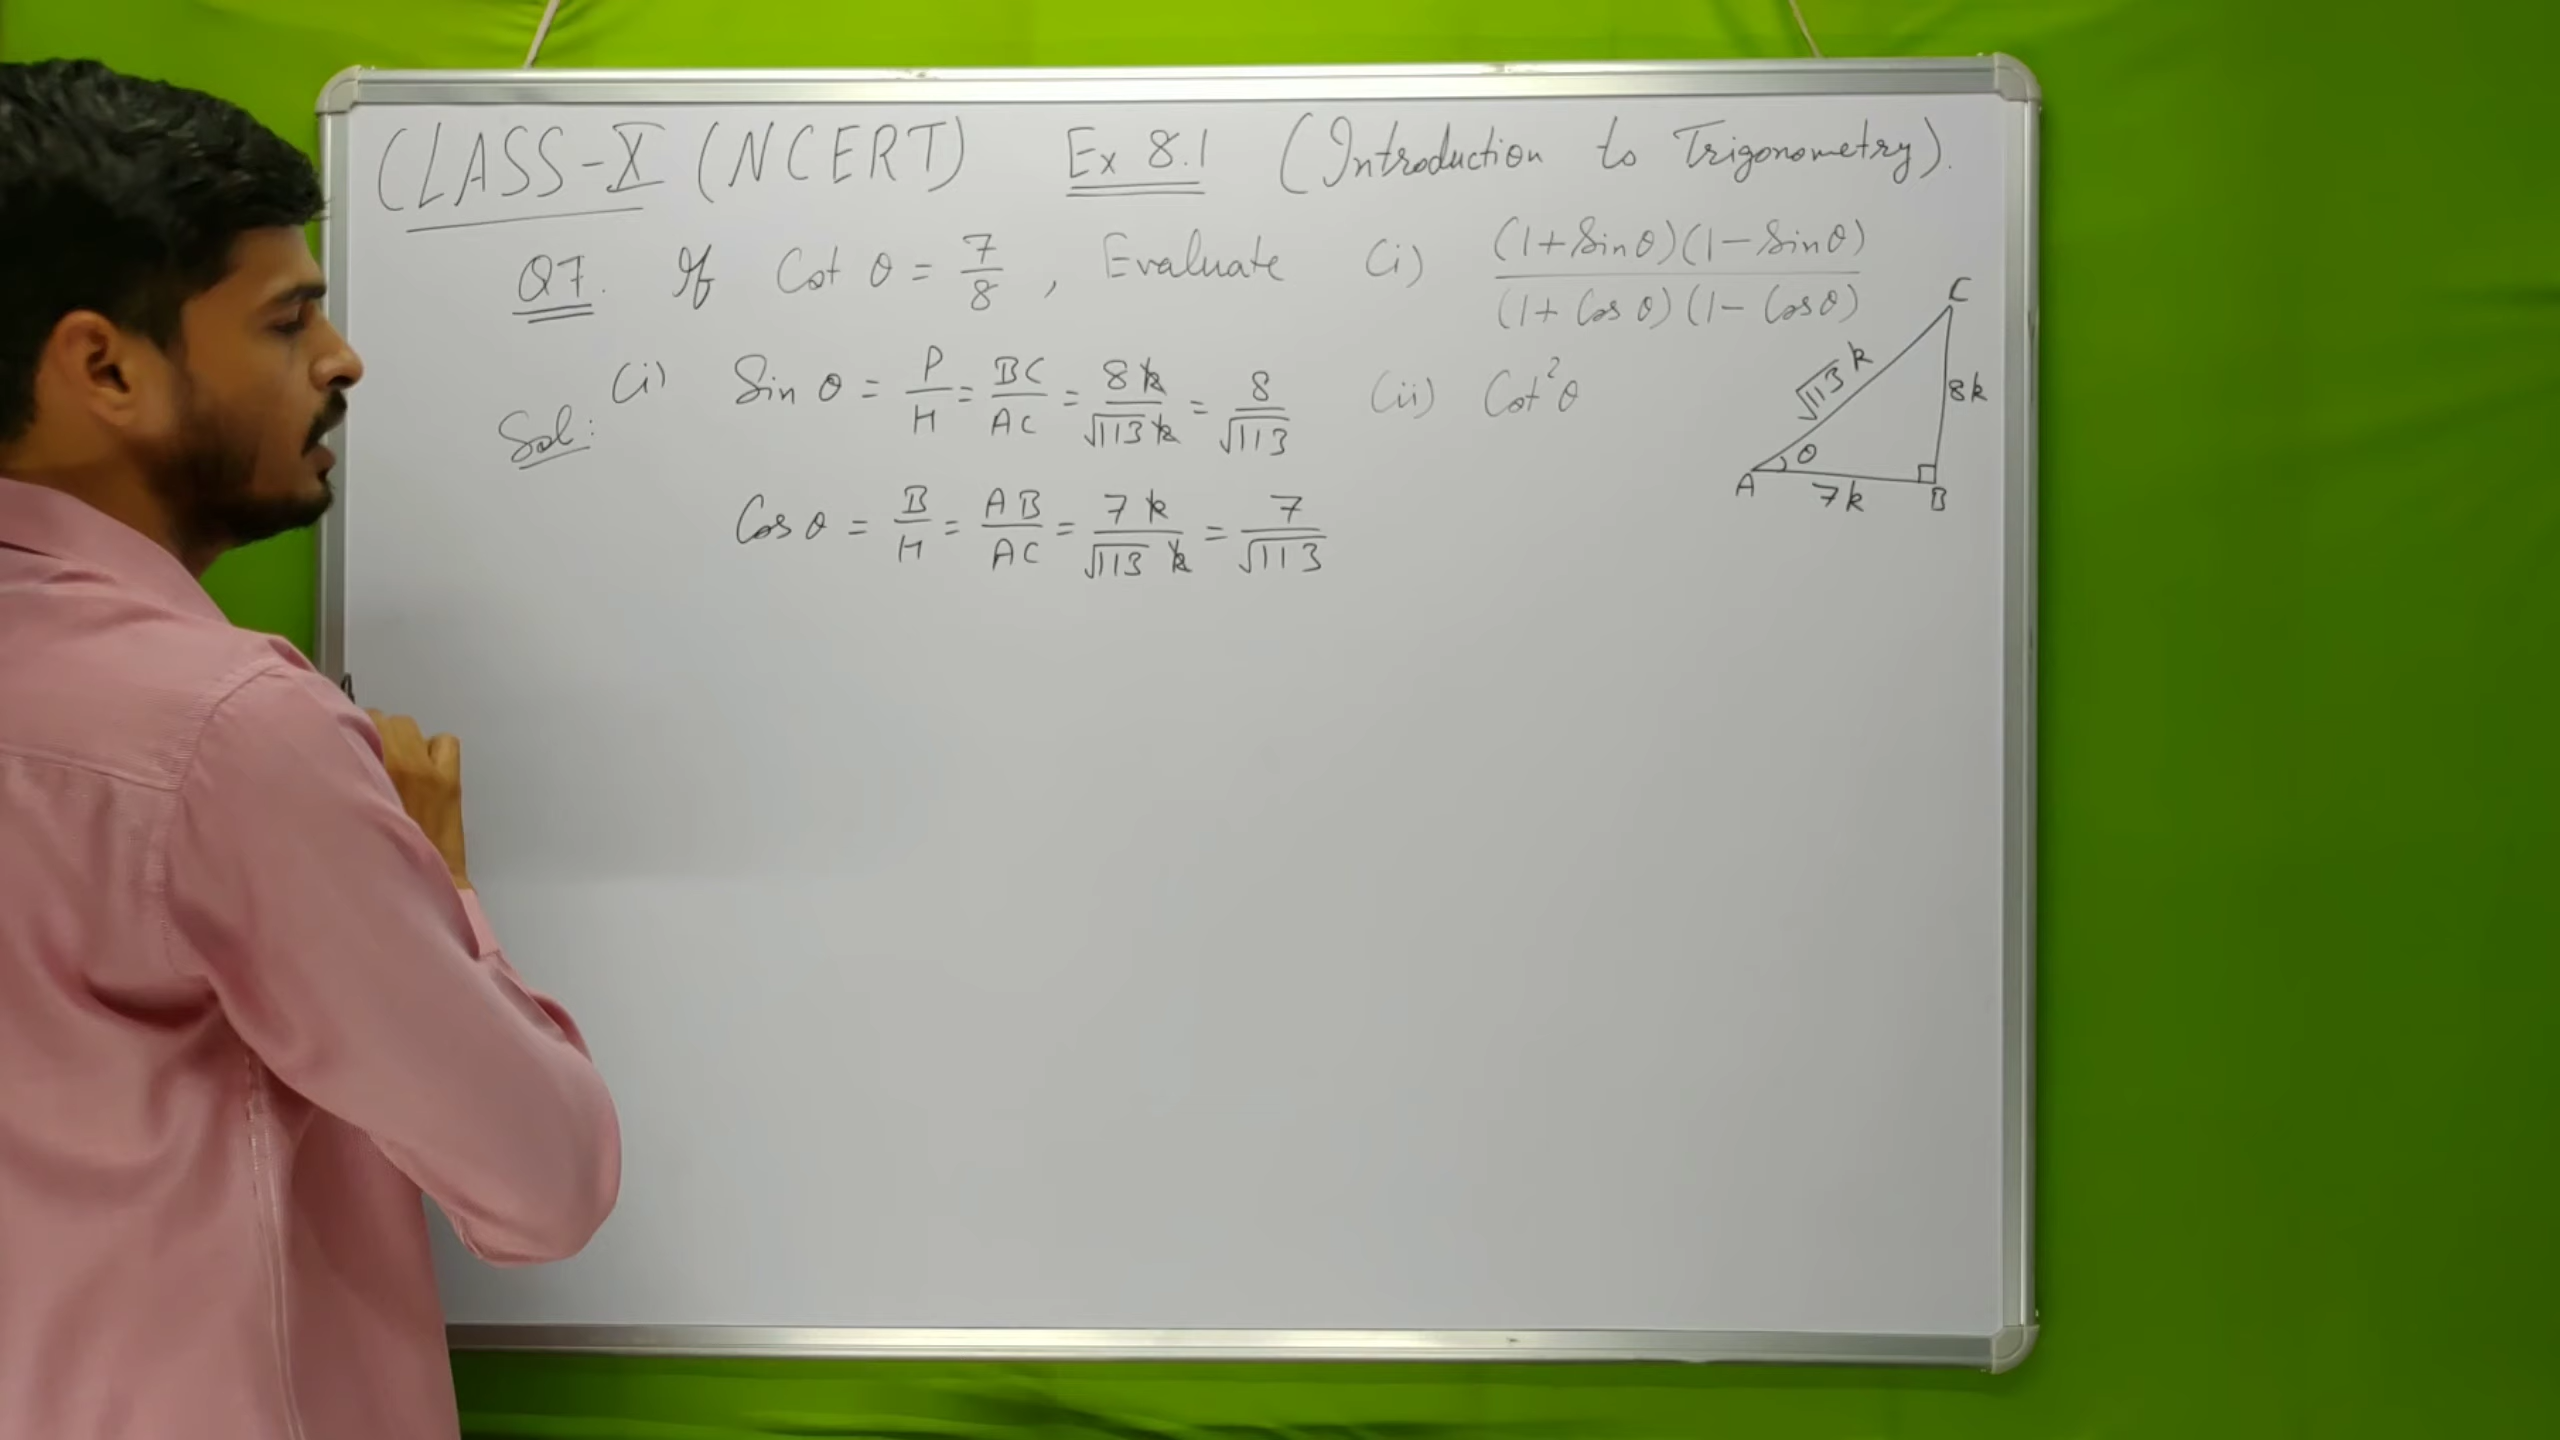 CLASS-X (NCERT) Ex 8.1 (Introduction to Trigonometry).
Q7. If Cot θ = 7/8, Evaluate (i) (1+Sinθ)(1-Sinθ)/(1+Cosθ)(1-Cosθ)
(ii) Cot²θ
Sol: (i) Sin θ = P/H = BC/AC = 8k/√113k = 8/√113
Cos θ = B/H = AB/AC = 7k/√113k = 7/√113
C
√113 k
8k
θ
A
7k
B